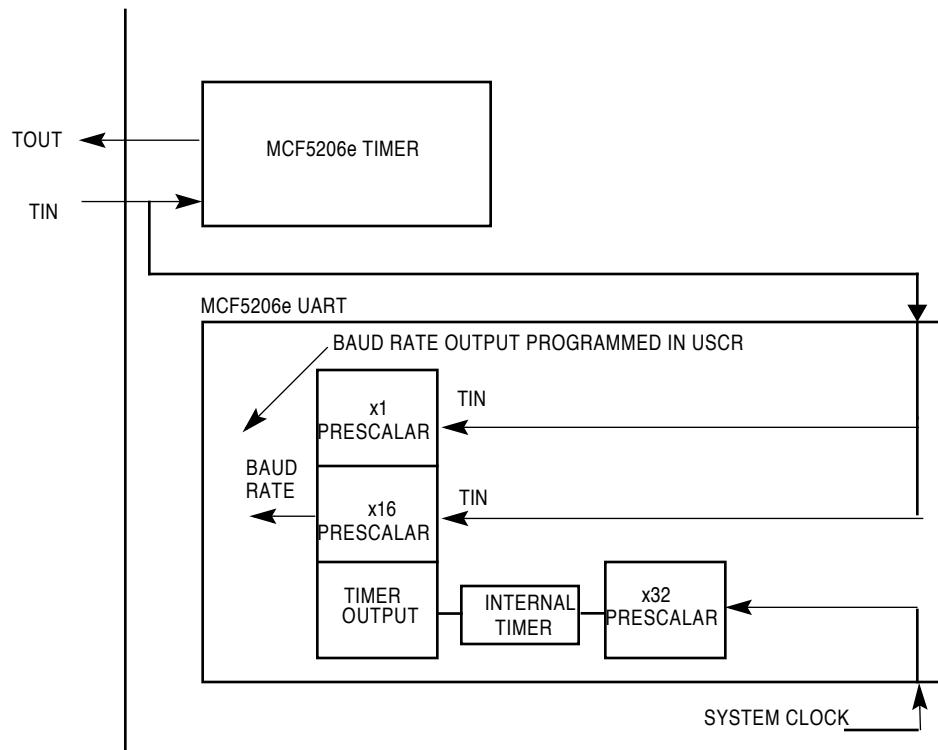 TOUT
MCF5206e TIMER
TIN
MCF5206e UART
BAUD RATE OUTPUT PROGRAMMED IN USCR
x1
PRESCALAR
TIN
BAUD
RATE
x16
PRESCALAR
TIN
TIMER
OUTPUT
INTERNAL
TIMER
x32
PRESCALAR
SYSTEM CLOCK